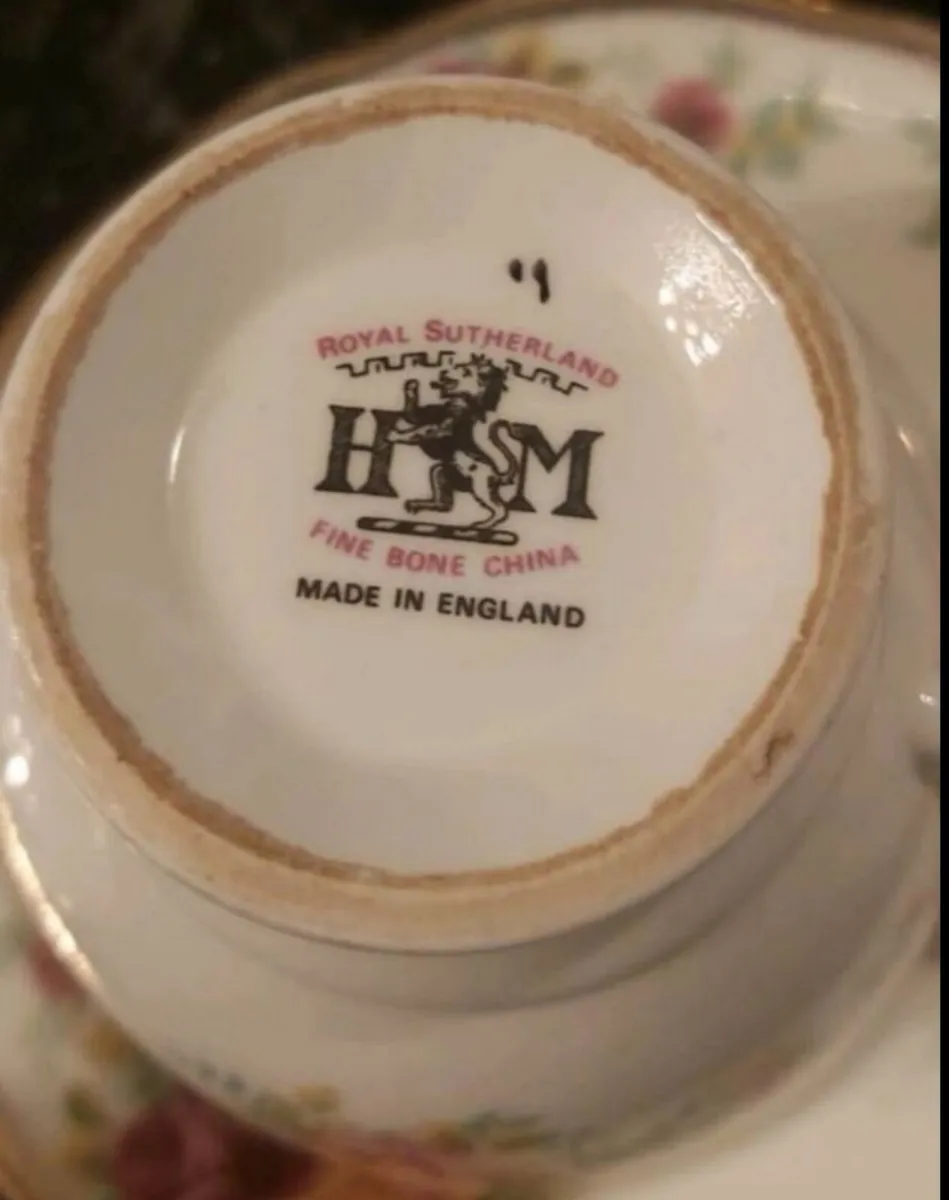 ROYAL SUTHERLAND
H M
FINE BONE CHINA
MADE IN ENGLAND